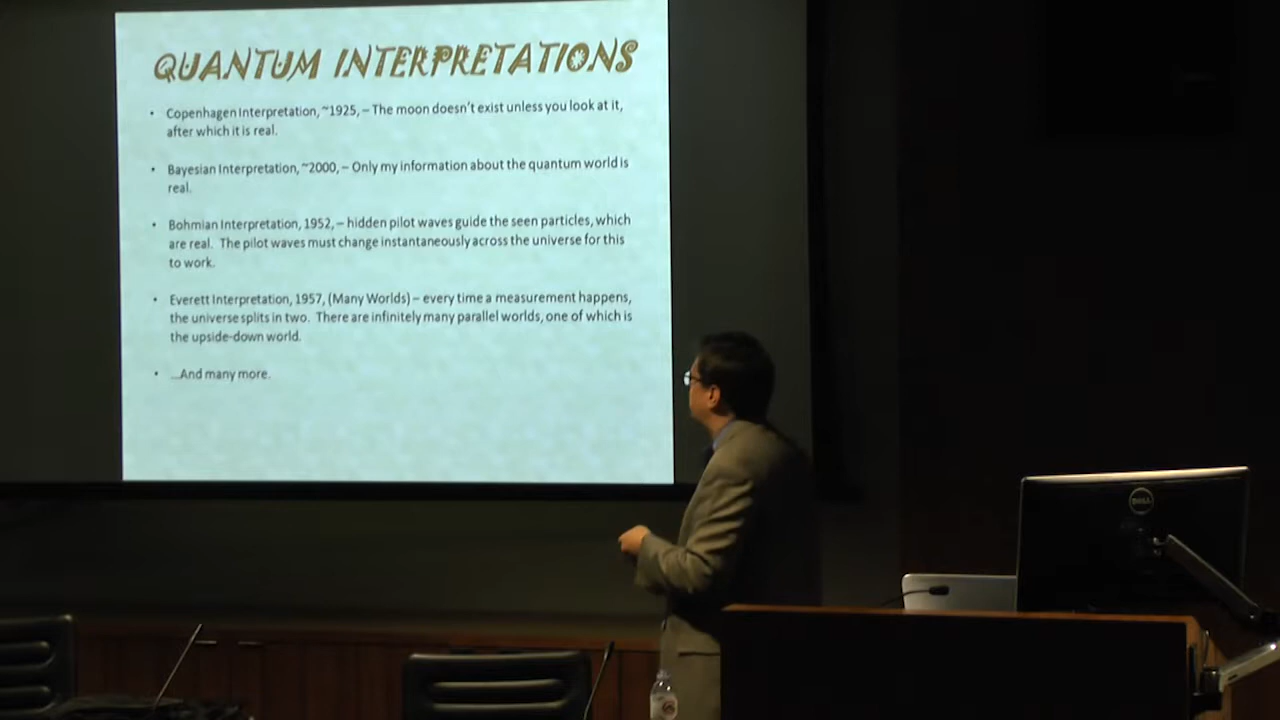 QUANTUM INTERPRETATIONS
• Copenhagen Interpretation, ~1925, – The moon doesn't exist unless you look at it,
after which it is real.
• Bayesian Interpretation, ~2000, – Only my information about the quantum world is
real.
• Bohmian Interpretation, 1952, – hidden pilot waves guide the seen particles, which
are real. The pilot waves must change instantaneously across the universe for this
to work.
• Everett Interpretation, 1957, (Many Worlds) – every time a measurement happens,
the universe splits in two. There are infinitely many parallel worlds, one of which is
the upside-down world.
• ...And many more.
DELL